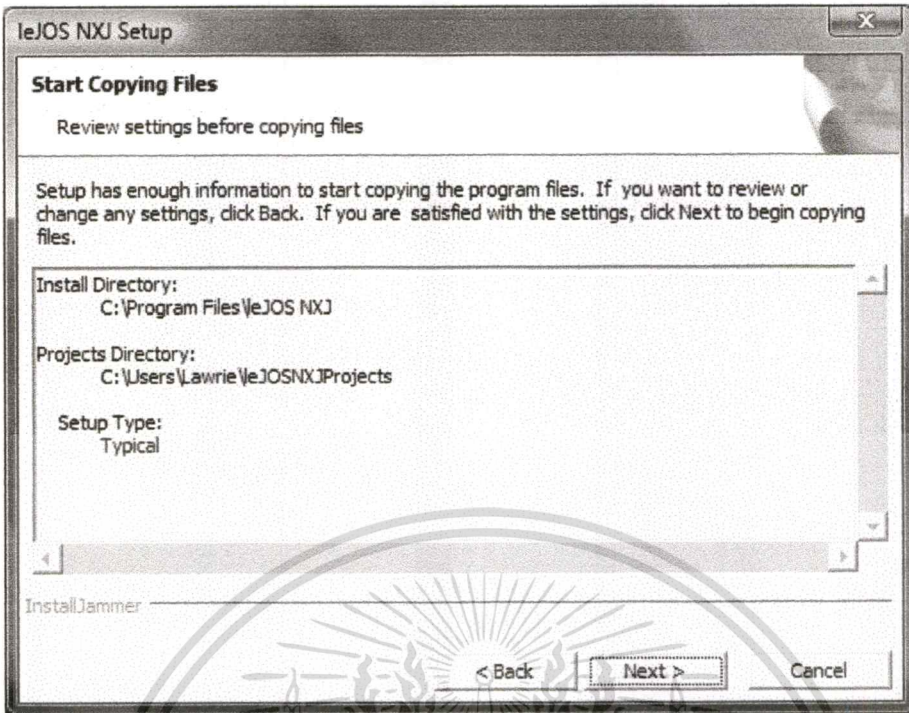 leJOS NXJ Setup
Start Copying Files
Review settings before copying files
Setup has enough information to start copying the program files. If you want to review or
change any settings, click Back. If you are satisfied with the settings, click Next to begin copying
files.
Install Directory:
C:\Program Files\leJOS NXJ
Projects Directory:
C:\Users\Lawrie\leJOSNXJProjects
Setup Type:
Typical
InstallJammer
< Back
Next >
Cancel